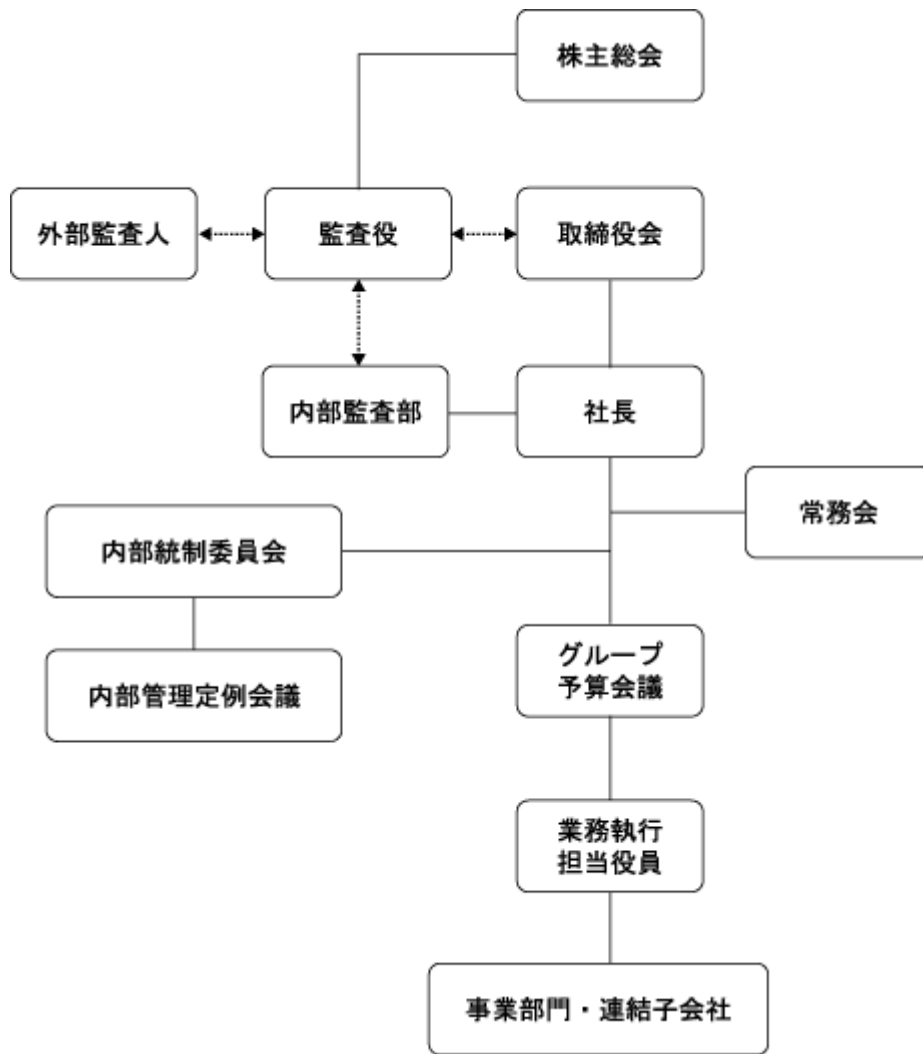 株主総会
外部監査人
監査役
取締役会
内部監査部
社長
常務会
内部統制委員会
グループ
予算会議
内部管理定例会議
業務執行
担当役員
事業部門・連結子会社